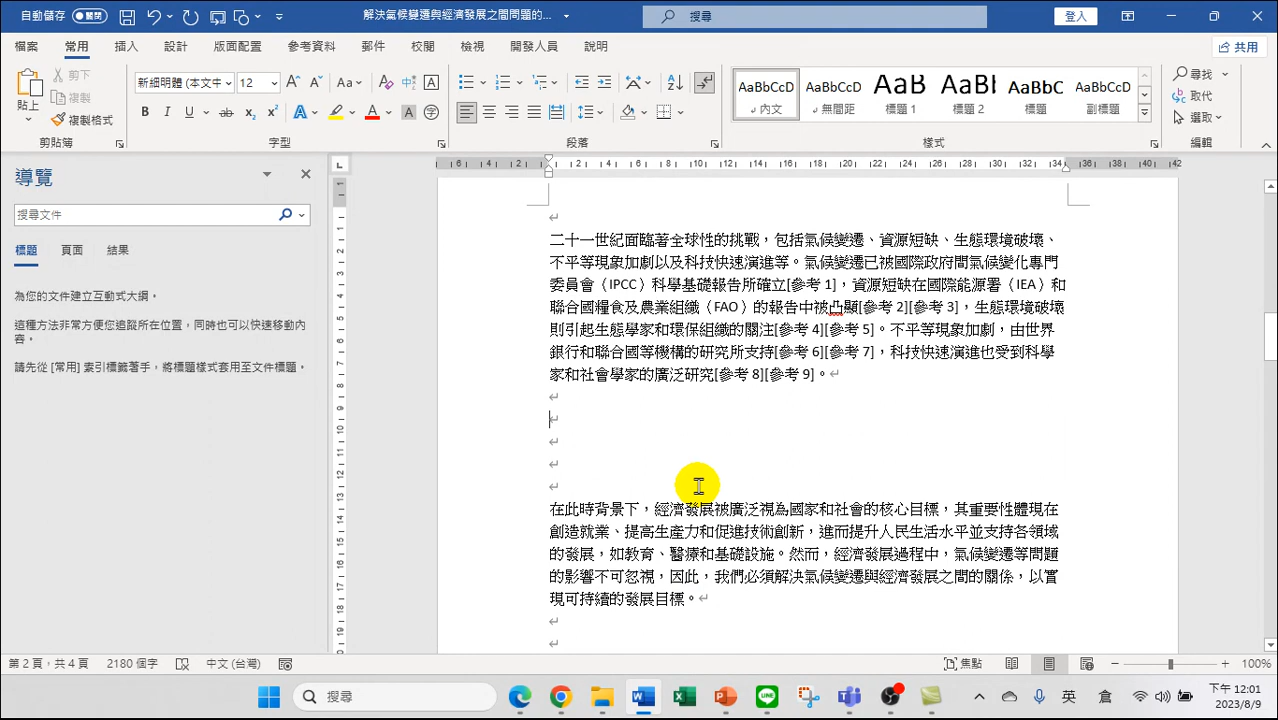 自動儲存 關閉 解決氣候變遷與經濟發展之間問題的... 搜尋 登入
檔案 常用 插入 設計 版面配置 參考資料 郵件 校閱 檢視 開發人員 說明 共用
貼上 剪下 複製 複製格式 剪貼簿
新細明體 (本文中 12 字型
段落
AaBbCcD AaBbCcD AaB AaBb AaBbC AaBbCcD
內文 無間距 標題 1 標題 2 標題 副標題
樣式
尋找 取代 選取 編輯
導覽
搜尋文件
標題 頁面 結果
為您的文件建立互動式大綱。
這種方法非常方便您追蹤所在位置，同時也可以快速移動內容。
請先從 [常用] 索引標籤著手，將標題樣式套用至文件標題。
二十一世紀面臨著全球性的挑戰，包括氣候變遷、資源短缺、生態環境破壞、
不平等現象加劇以及科技快速演進等。氣候變遷已被國際政府間氣候變化專門
委員會（IPCC）科學基礎報告所確立[參考 1]，資源短缺在國際能源署（IEA）和
聯合國糧食及農業組織（FAO）的報告中被凸顯[參考 2][參考 3]，生態環境破壞
則引起生態學家和環保組織的關注[參考 4][參考 5]。不平等現象加劇，由世界
銀行和聯合國等機構的研究所支持[參考 6][參考 7]，科技快速演進也受到科學
家和社會學家的廣泛研究[參考 8][參考 9]。
在此時背景下，經濟發展被廣泛視為國家和社會的核心目標，其重要性體現在
創造就業、提高生產力和促進技術創新，進而提升人民生活水平並支持各領域
的發展，如教育、醫療和基礎設施。然而，經濟發展過程中，氣候變遷等問題
的影響不可忽視，因此，我們必須解決氣候變遷與經濟發展之間的關係，以實
現可持續的發展目標。
第 2 頁，共 4 頁 2180 個字 中文 (台灣) 焦點 100%
搜尋 英 下午 12:01
2023/8/9